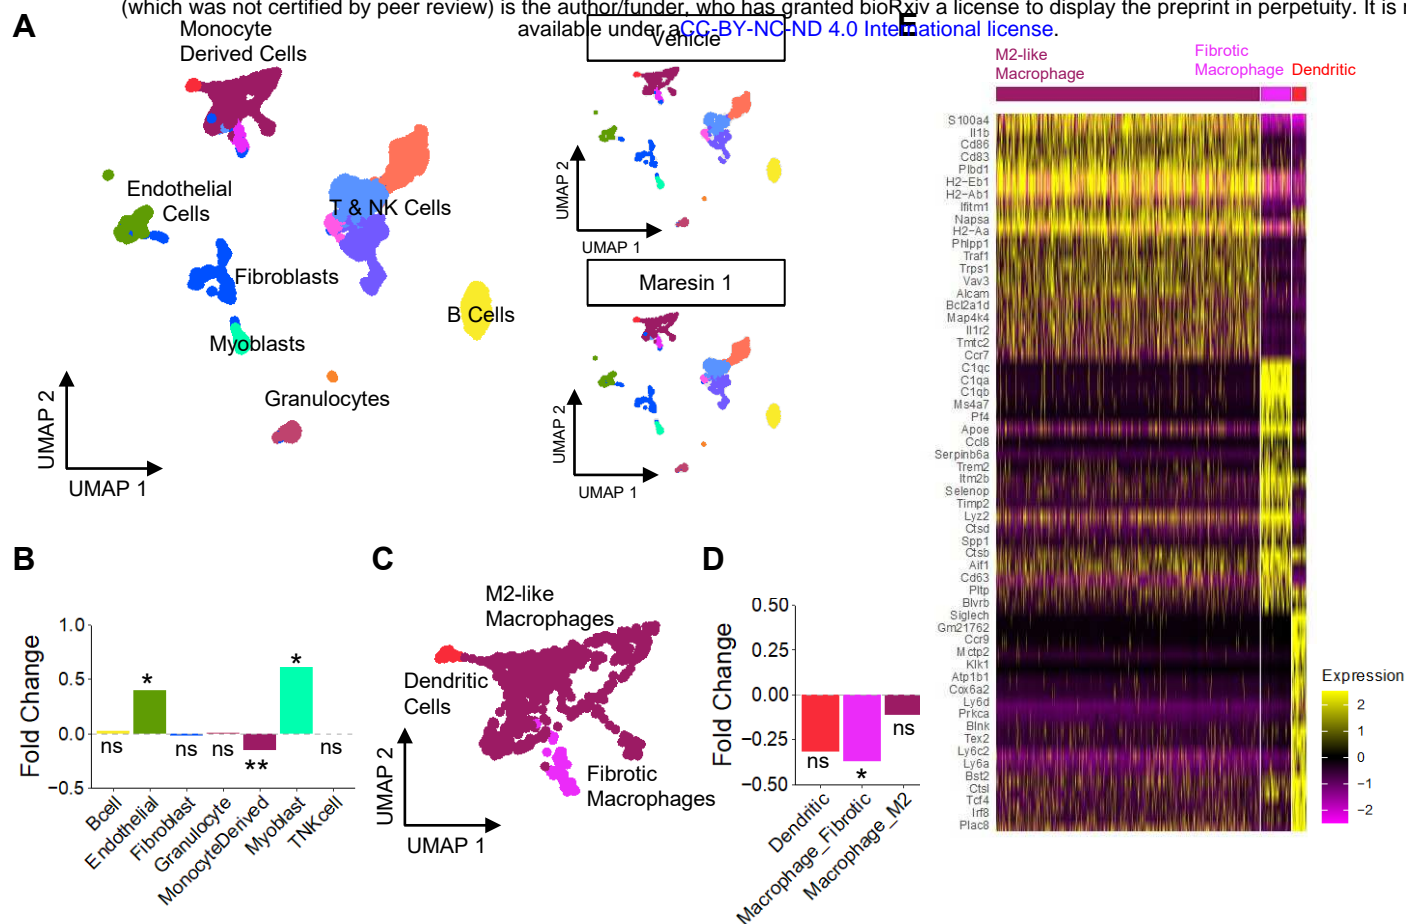 (which was not certified by peer review) is the author/funder, who has granted bioRxiv a license to display the preprint in perpetuity. It is
available under aCC-BY-NC-ND 4.0 International license.
A
Monocyte
Derived Cells
Endothelial
Cells
T & NK Cells
Fibroblasts
B Cells
Myoblasts
Granulocytes
UMAP 2
UMAP 1
Vehicle
UMAP 2
UMAP 1
Maresin 1
UMAP 2
UMAP 1
B
Fold Change
1.0
0.5
0.0
−0.5
ns
*
ns
ns
**
*
ns
Bcell
Endothelial
Fibroblast
Granulocyte
MonocyteDerived
Myoblast
TNKcell
C
M2-like
Macrophages
Dendritic
Cells
Fibrotic
Macrophages
UMAP 2
UMAP 1
D
Fold Change
0.50
0.25
0.00
−0.25
−0.50
ns
*
ns
Dendritic
Macrophage_Fibrotic
Macrophage_M2
E
M2-like
Macrophage
Fibrotic
Macrophage
Dendritic
S100a4
Il1b
Cd86
Cd83
Plbd1
H2−Eb1
H2−Ab1
Ifitm1
Napsa
H2−Aa
Phlpp1
Traf1
Trps1
Vav3
Alcam
Bcl2a1d
Map4k4
Il1r2
Tmtc2
Ccr7
C1qc
C1qa
C1qb
Ms4a7
Pf4
Apoe
Ccl8
Serpinb6a
Trem2
Itm2b
Selenop
Timp2
Lyz2
Ctsd
Spp1
Ctsb
Aif1
Cd63
Pltp
Blvrb
Siglech
Gm21762
Ccr9
Mctp2
Klk1
Atp1b1
Cox6a2
Ly6d
Prkca
Blnk
Tex2
Ly6c2
Ly6a
Bst2
Ctsl
Tcf4
Irf8
Plac8
Expression
2
1
0
−1
−2